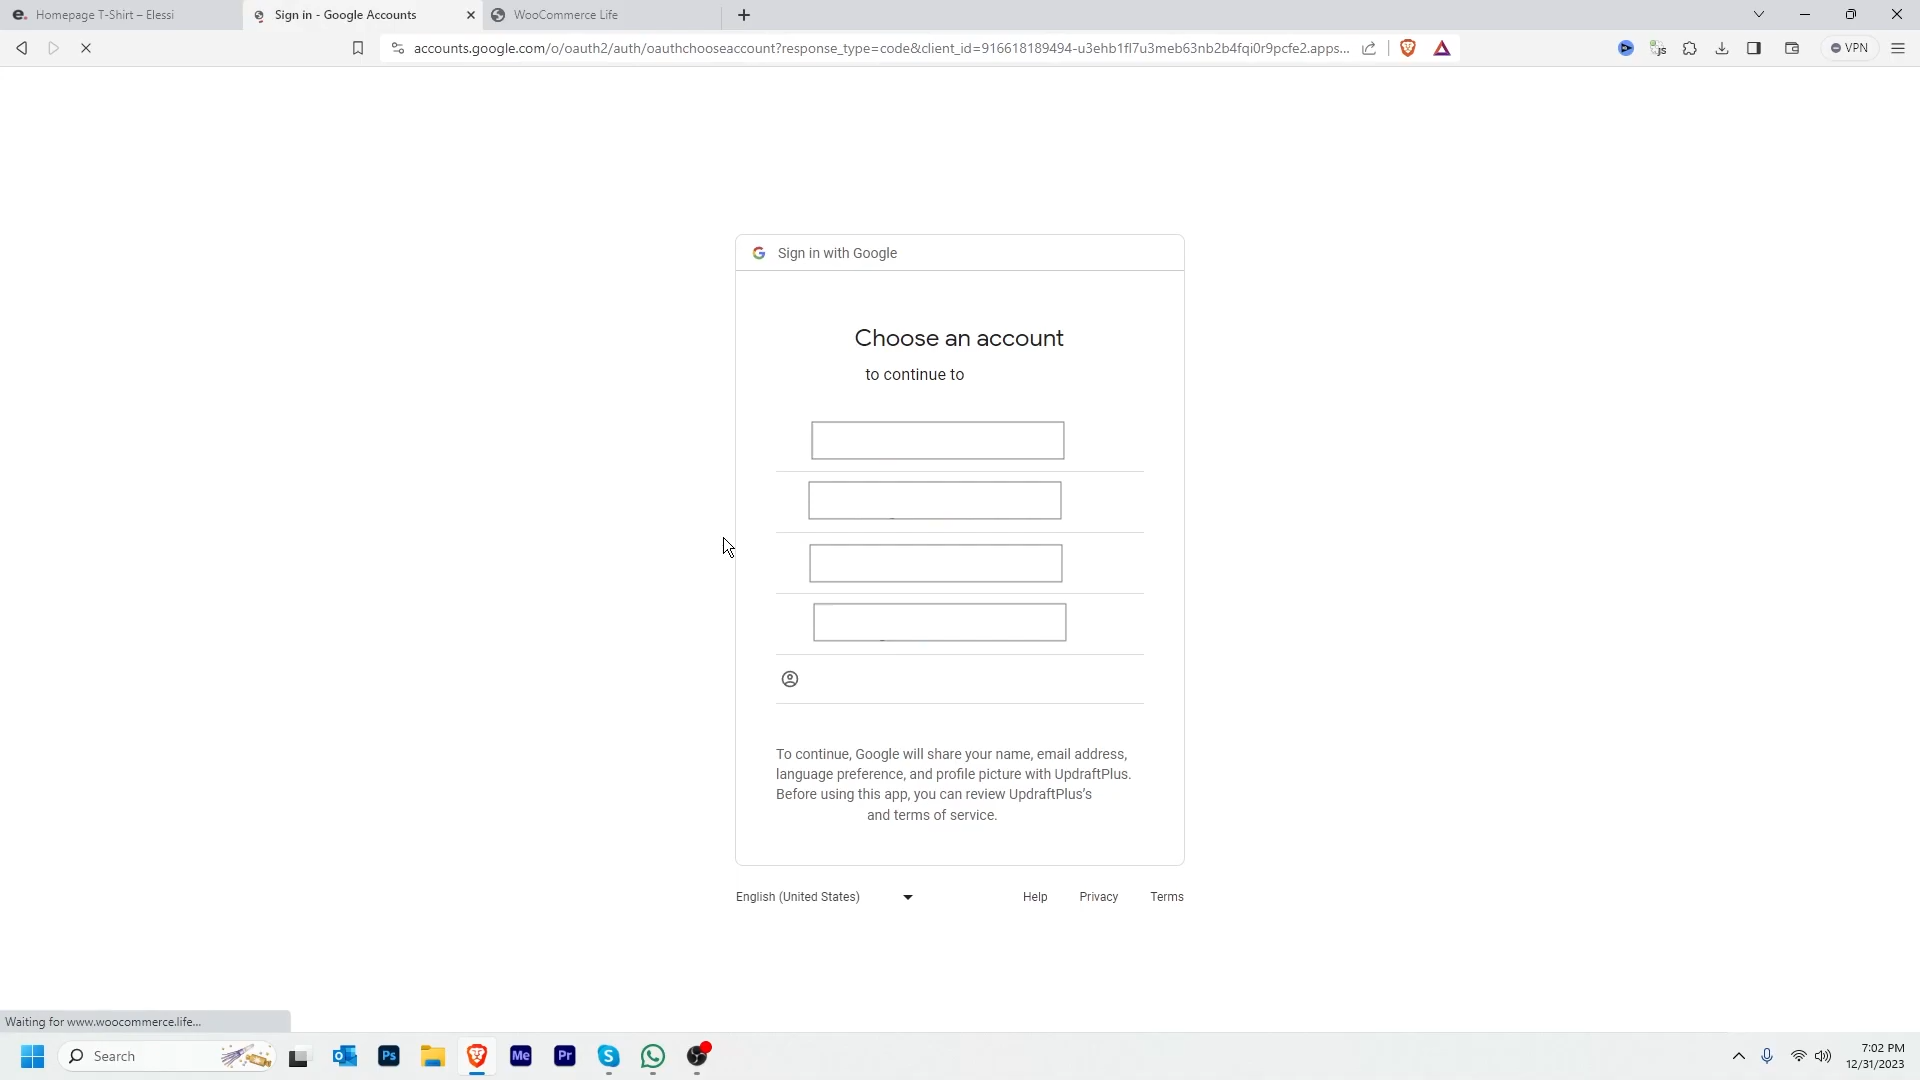 Homepage T-Shirt – Elessi
Sign in - Google Accounts
WooCommerce Life
accounts.google.com/o/oauth2/auth/oauthchooseaccount?response_type=code&client_id=916618189494-u3ehb1fl7u3meb63nb2b4fqi0r9pcfe2.apps...
VPN
Sign in with Google
Choose an account
to continue to
To continue, Google will share your name, email address,
language preference, and profile picture with UpdraftPlus.
Before using this app, you can review UpdraftPlus’s
and terms of service.
English (United States)
Help
Privacy
Terms
Waiting for www.woocommerce.life...
Search
Ps
Me
Pr
7:02 PM
12/31/2023